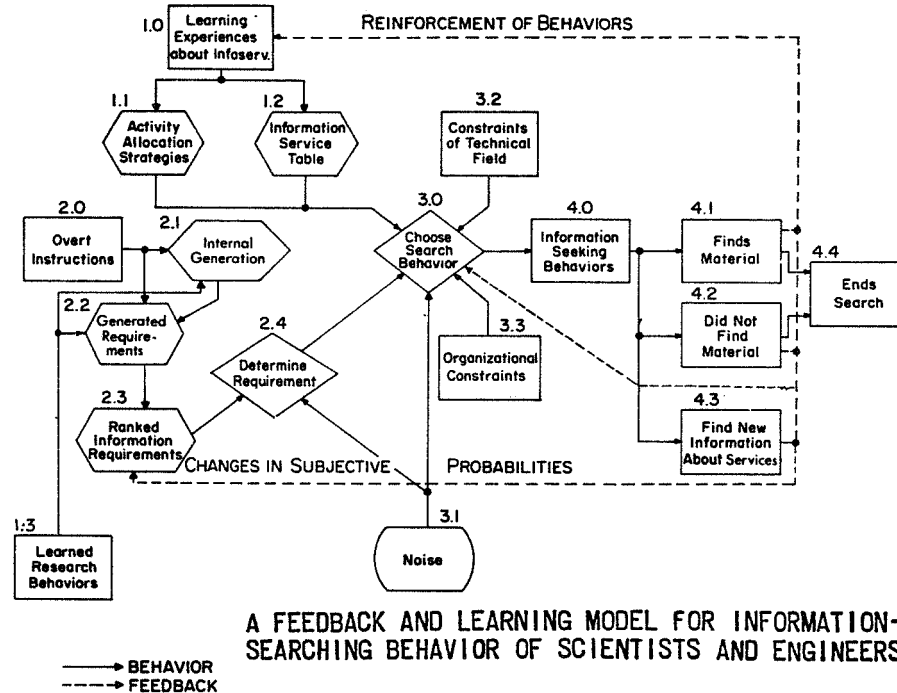 REINFORCEMENT OF BEHAVIORS
1.0
Learning
Experiences
about Infoserv.
1.1
Activity
Allocation
Strategies
1.2
Information
Service
Table
3.2
Constraints
of Technical
Field
2.0
Overt
Instructions
2.1
Internal
Generation
3.0
Choose
Search
Behavior
4.0
Information
Seeking
Behaviors
4.1
Finds
Material
4.4
Ends
Search
2.2
Generated
Require-
ments
2.4
Determine
Requirement
3.3
Organizational
Constraints
4.2
Did Not
Find
Material
2.3
Ranked
Information
Requirements
4.3
Find New
Information
About Services
CHANGES IN SUBJECTIVE PROBABILITIES
1:3
Learned
Research
Behaviors
3.1
Noise
A FEEDBACK AND LEARNING MODEL FOR INFORMATION-
SEARCHING BEHAVIOR OF SCIENTISTS AND ENGINEERS
BEHAVIOR
FEEDBACK